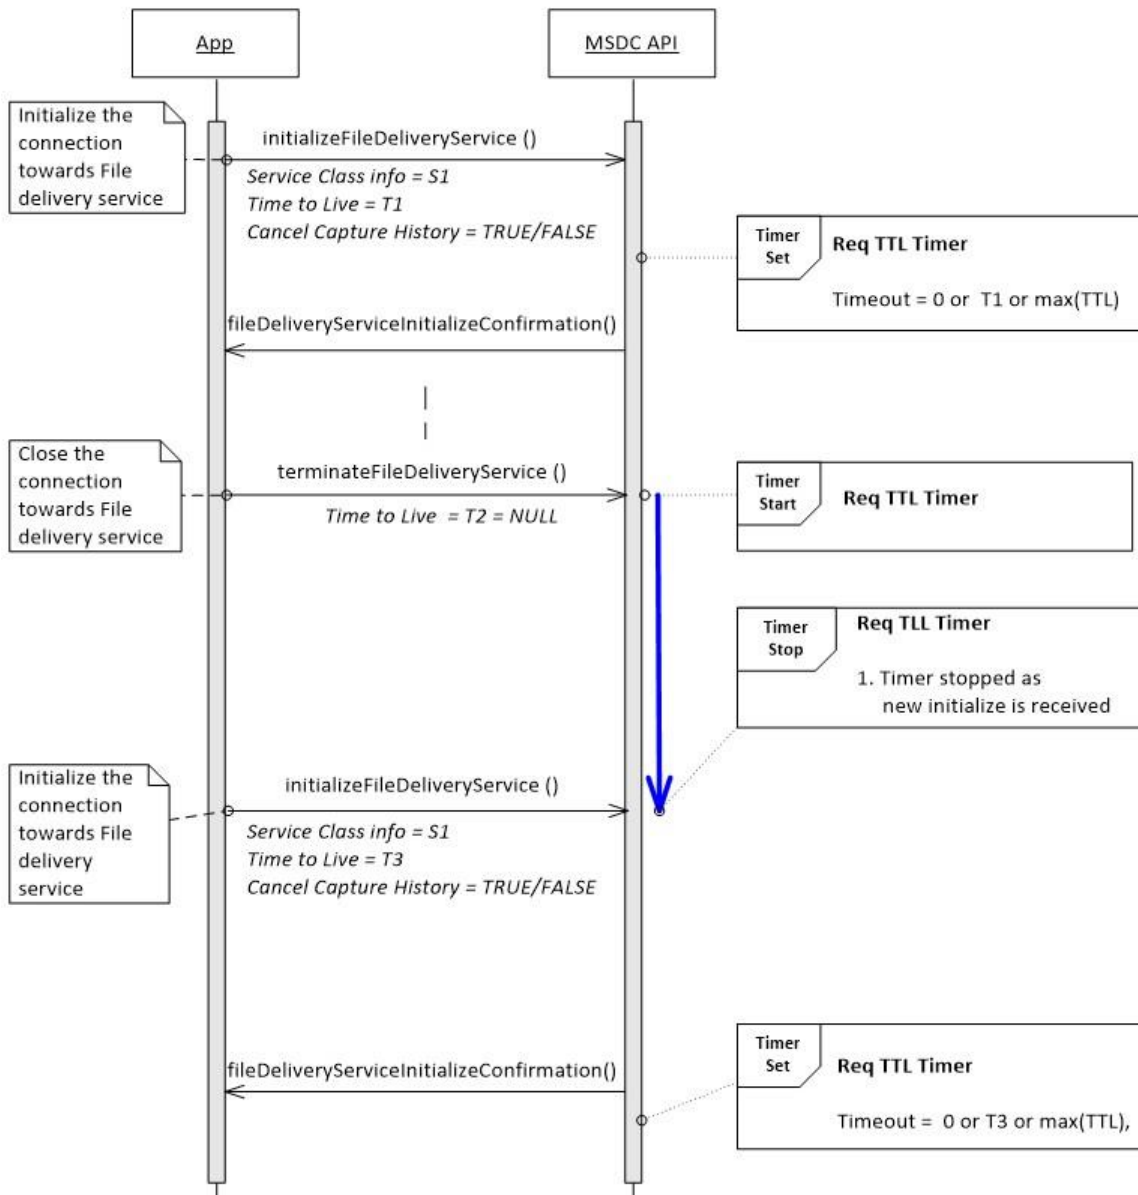 App
MSDC API
Initialize the
connection
towards File
delivery service
initializeFileDeliveryService ()
Service Class info = S1
Time to Live = T1
Cancel Capture History = TRUE/FALSE
Timer
Set
Req TTL Timer
Timeout = 0 or  T1 or max(TTL)
fileDeliveryServiceInitializeConfirmation()
Close the
connection
towards File
delivery service
terminateFileDeliveryService ()
Time to Live  = T2 = NULL
Timer
Start
Req TTL Timer
Timer
Stop
Req TLL Timer
1. Timer stopped as
new initialize is received
Initialize the
connection
towards File
delivery
service
initializeFileDeliveryService ()
Service Class info = S1
Time to Live = T3
Cancel Capture History = TRUE/FALSE
fileDeliveryServiceInitializeConfirmation()
Timer
Set
Req TTL Timer
Timeout =  0 or T3 or max(TTL),